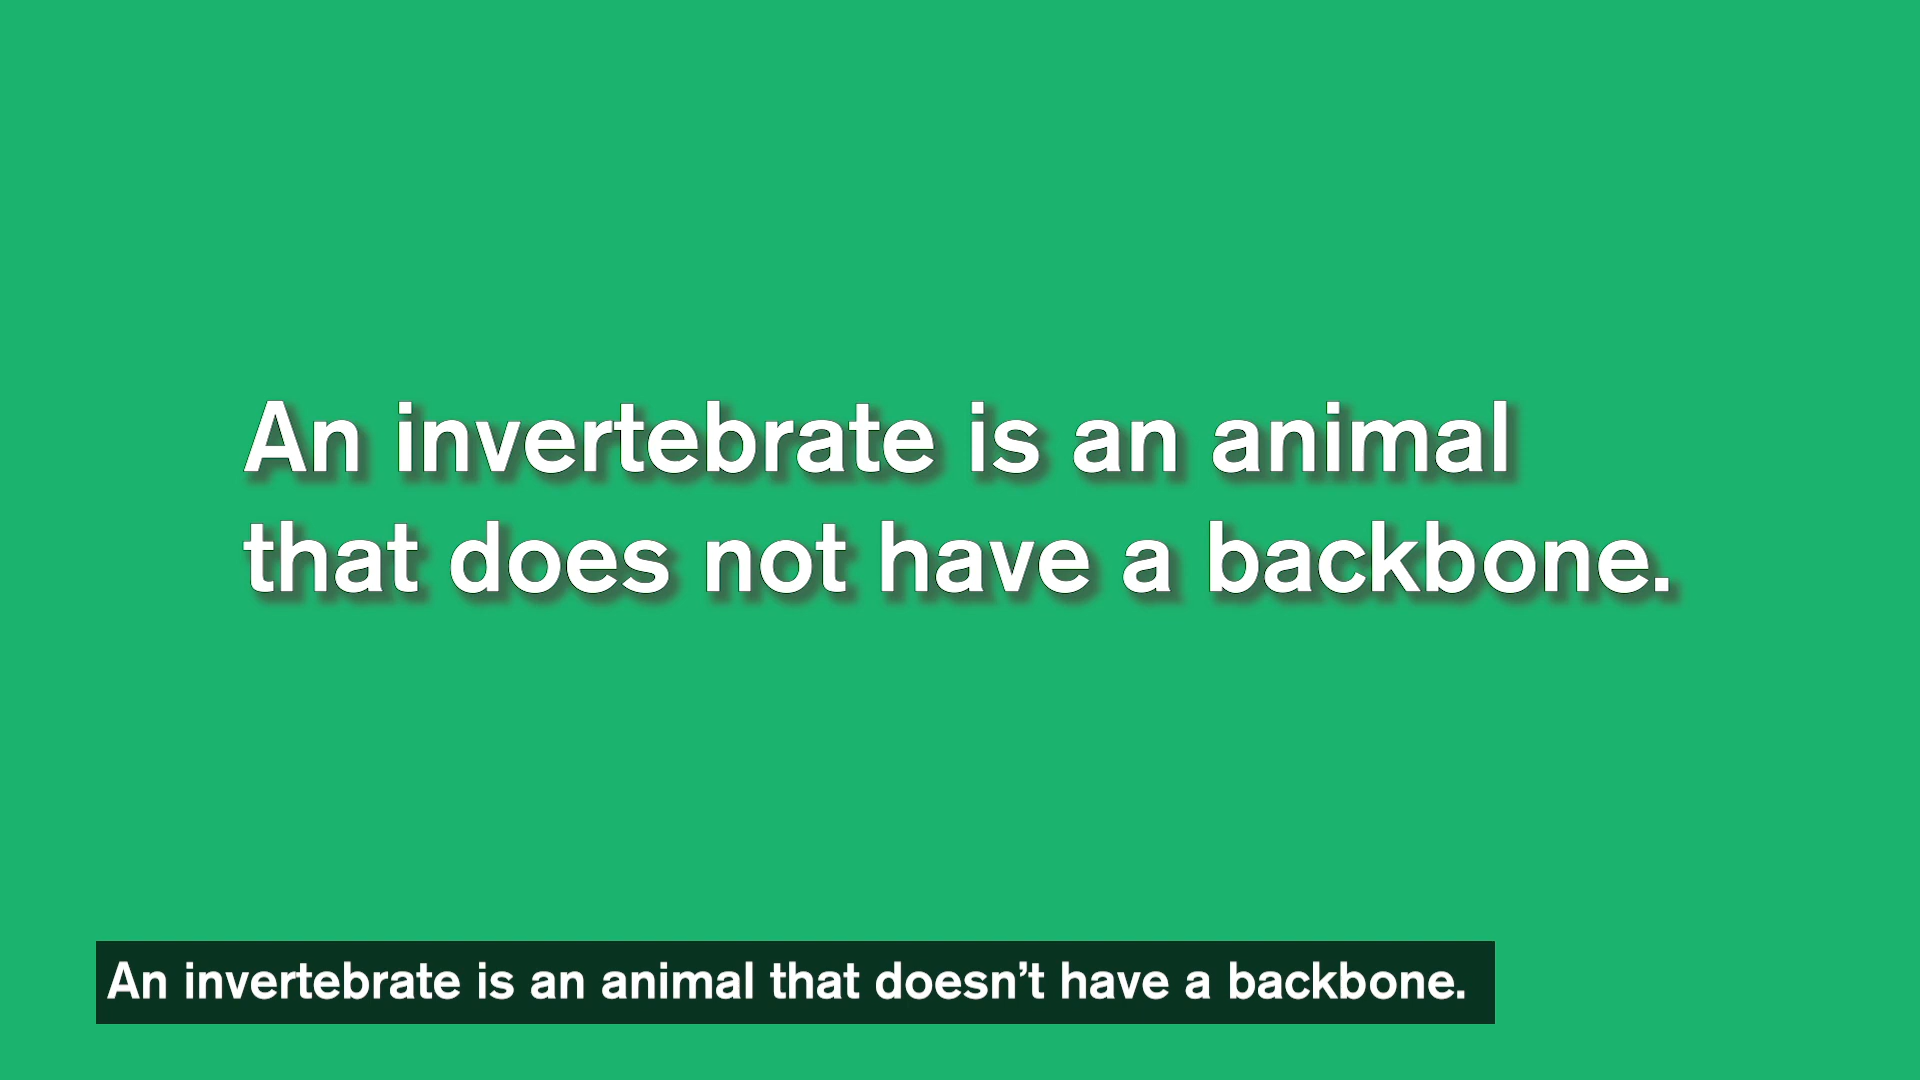 An invertebrate is an animal
that does not have a backbone.
An invertebrate is an animal that doesn’t have a backbone.